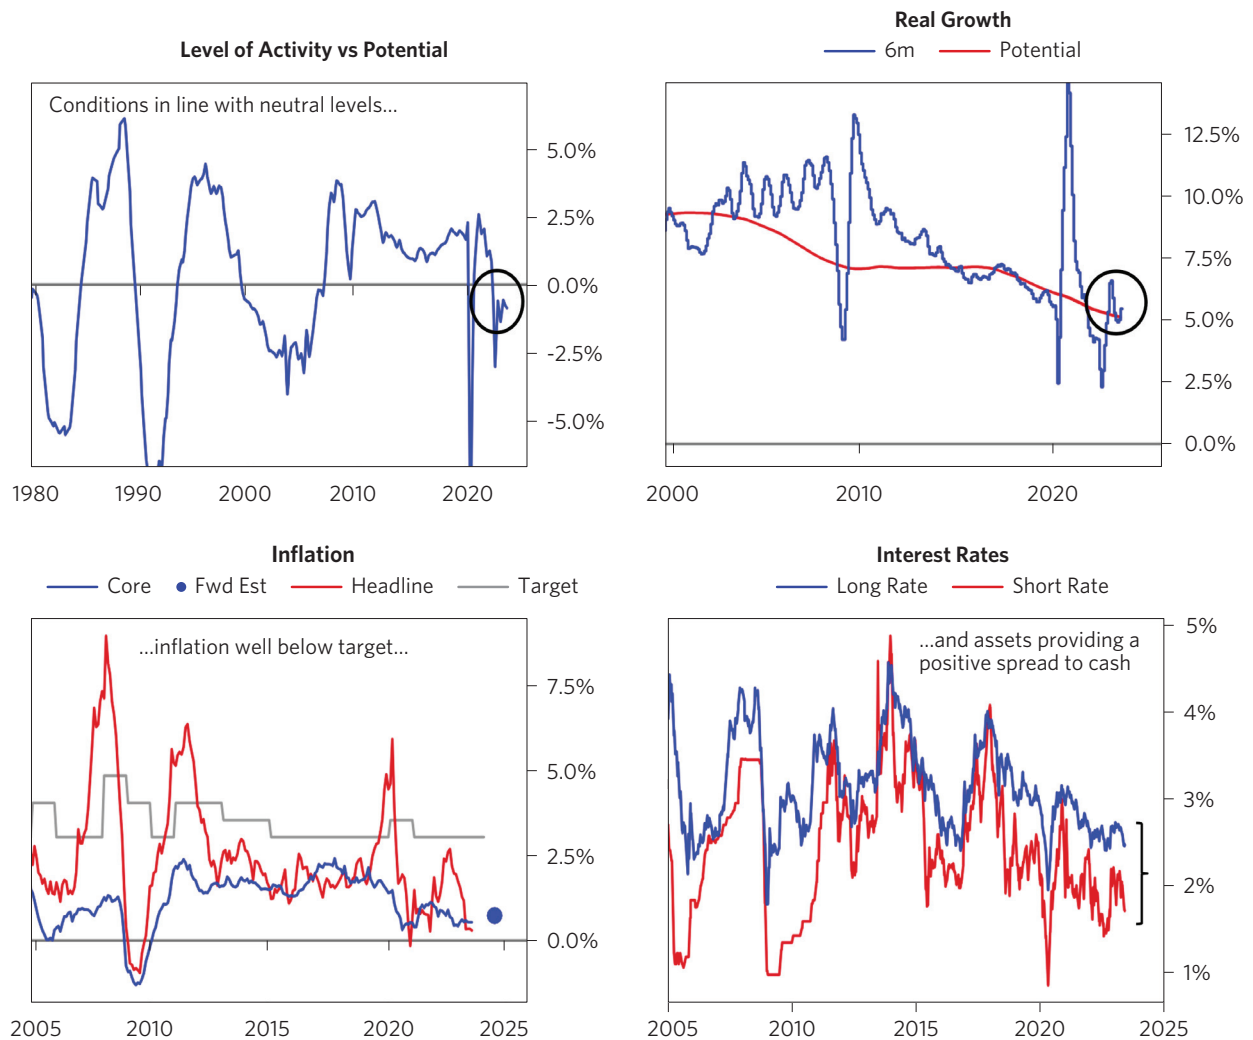 Level of Activity vs Potential
Conditions in line with neutral levels...
5.0%
2.5%
0.0%
-2.5%
-5.0%
1980 1990 2000 2010 2020
Real Growth
6m Potential
12.5%
10.0%
7.5%
5.0%
2.5%
0.0%
2000 2010 2020
Inflation
Core Fwd Est Headline Target
...inflation well below target...
7.5%
5.0%
2.5%
0.0%
2005 2010 2015 2020 2025
Interest Rates
Long Rate Short Rate
...and assets providing a
positive spread to cash
5%
4%
3%
2%
1%
2005 2010 2015 2020 2025